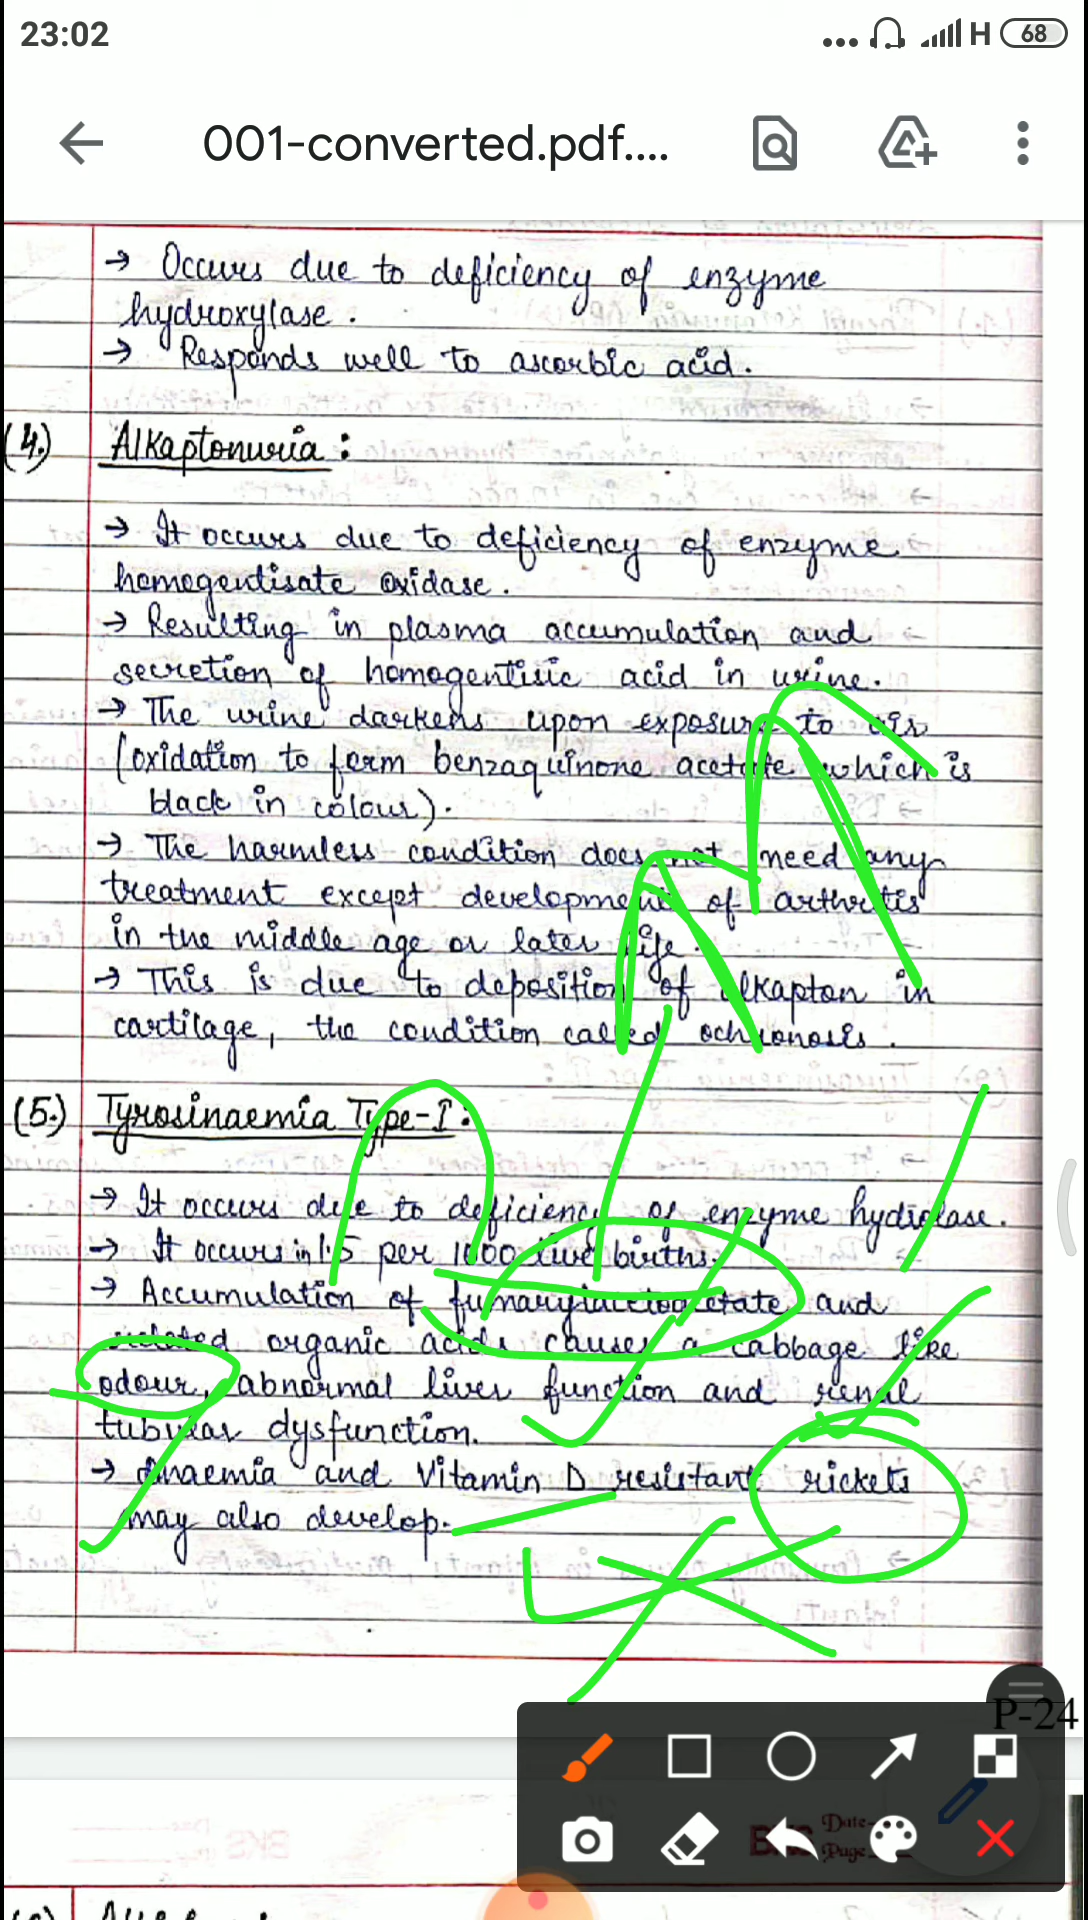 23:02
H 68
001-converted.pdf....
→ Occurs due to deficiency of enzyme
hydroxylase.
→ Responds well to ascorbic acid.
(4.) Alkaptonuria :
→ It occurs due to deficiency of enzyme
homogentisate oxidase.
→ Resulting in plasma accumulation and
secretion of homogentisic acid in urine.
→ The urine darkens upon exposure to air
(oxidation to form benzaquinone acetate which is
black in colour).
→ The harmless condition does not need any
treatment except development of arthritis
in the middle age or later life.
→ This is due to deposition of alkapton in
cartilage, the condition called ochronosis.
(5.) Tyrosinaemia Type-I :
→ It occurs due to deficiency of enzyme hydrolase.
→ It occurs in 1.5 per 1000 live births.
→ Accumulation of fumarylacetoacetate and
related organic acids causes a cabbage like
odour, abnormal liver function and renal
tubular dysfunction.
→ Anaemia and Vitamin D resistant rickets
may also develop.
P-24
Date
Page